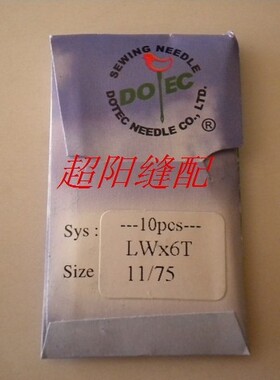 SEWING NEEDLE
DOTEC
DOTEC NEEDLE CO., LTD.
®
超阳缝配
---10pcs---
Sys : LWx6T
Size 11/75